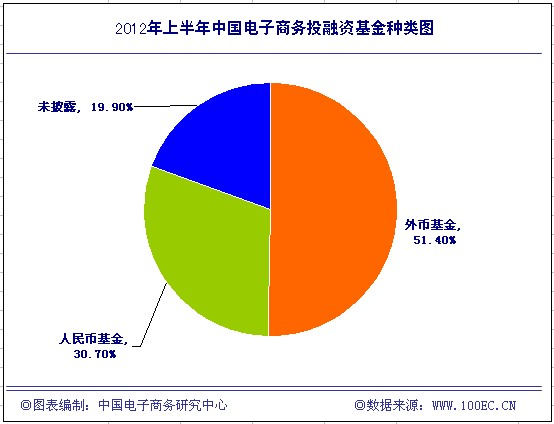 2012年上半年中国电子商务投融资基金种类图
未披露, 19.90%
外币基金,
51.40%
人民币基金,
30.70%
◎图表编制：中国电子商务研究中心
◎数据来源：WWW.100EC.CN